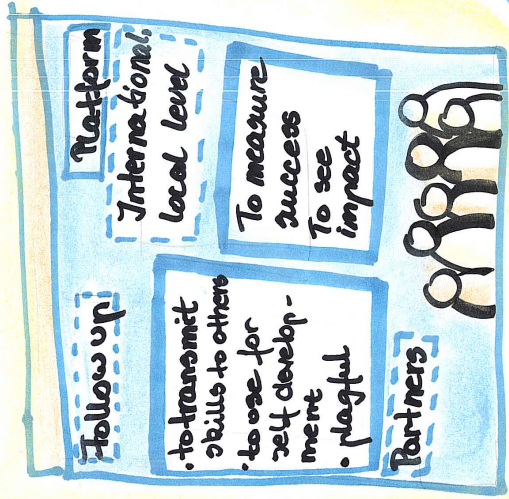 Follow up
Platform
International,
local level
• to transmit
skills to others
• to use for
self develop-
ment
• playful
To measure
success
To see
impact
Partners